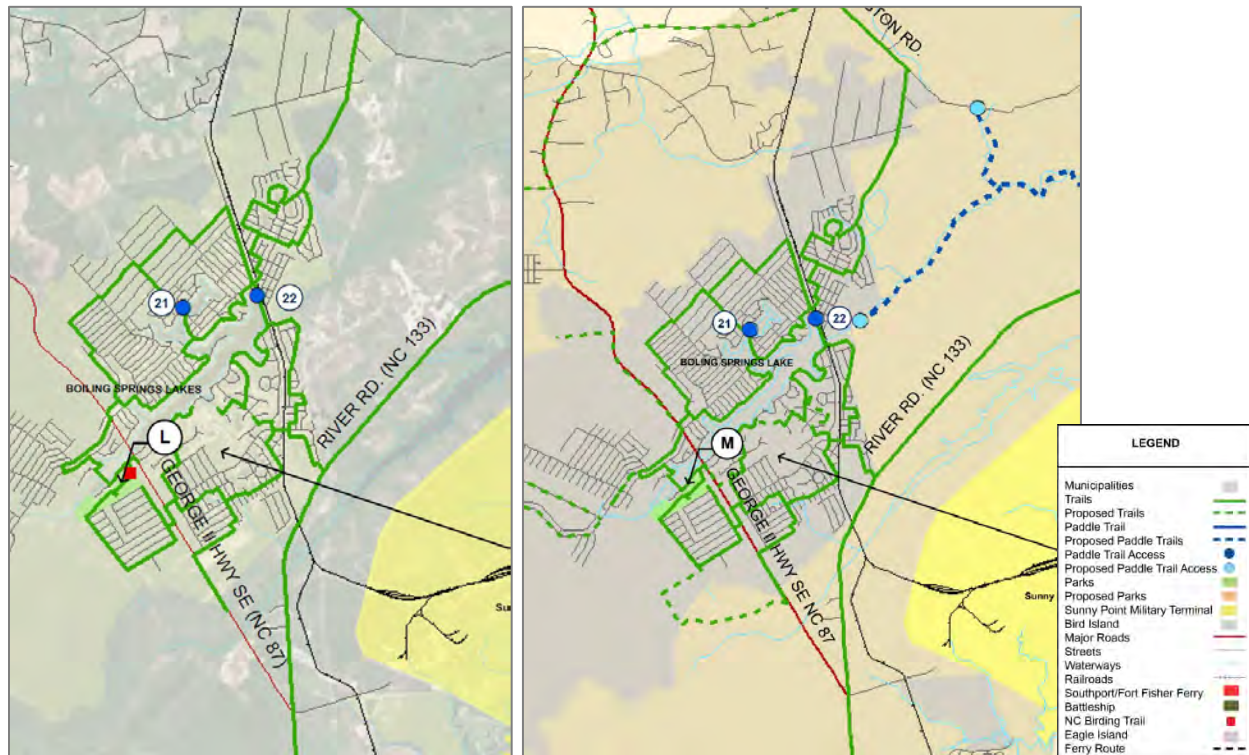 21
22
BOILING SPRINGS LAKES
L
RIVER RD. (NC 133)
GEORGE II HWY SE (NC 87)
Su
TON RD.
21
22
BOLING SPRINGS LAKE
M
RIVER RD. (NC 133)
GEORGE II HWY SE NC 87
Sunny
LEGEND
Municipalities
Trails
Proposed Trails
Paddle Trail
Proposed Paddle Trails
Paddle Trail Access
Proposed Paddle Trail Access
Parks
Proposed Parks
Sunny Point Military Terminal
Bird Island
Major Roads
Streets
Waterways
Railroads
Southport/Fort Fisher Ferry
Battleship
NC Birding Trail
Eagle Island
Ferry Route